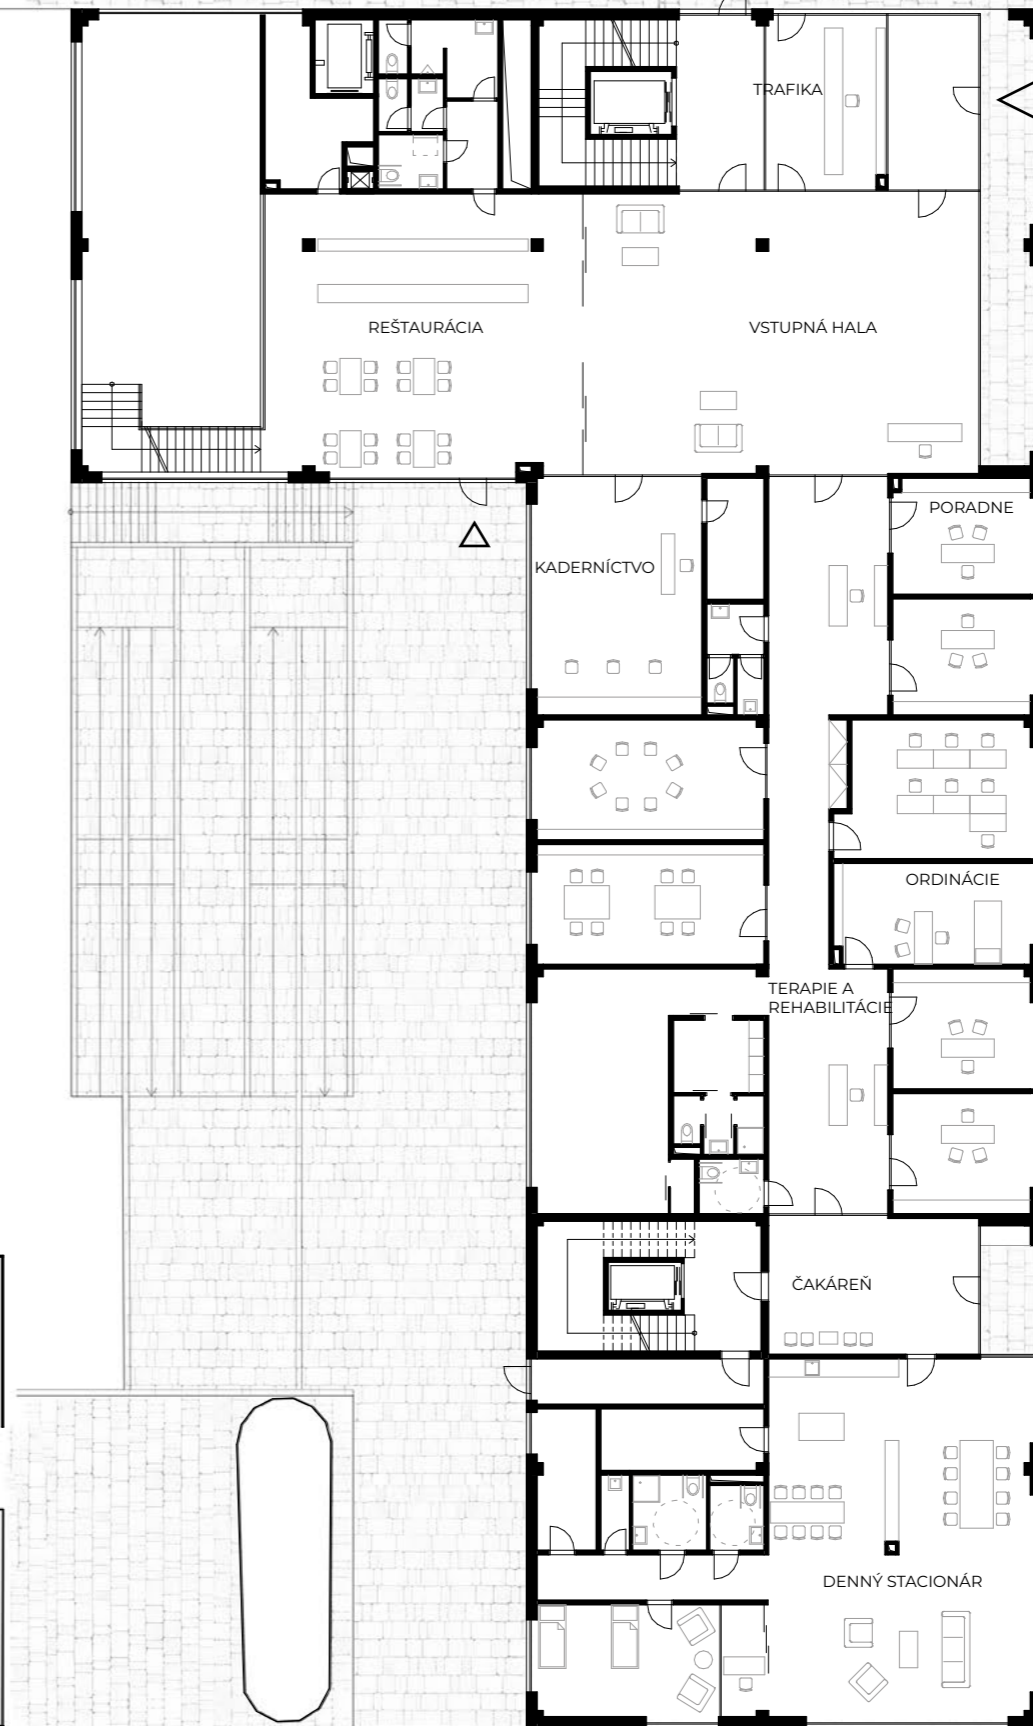 TRAFIKA
REŠTAURÁCIA
VSTUPNÁ HALA
PORADNE
KADERNÍCTVO
ORDINÁCIE
TERAPIE A
REHABILITÁCIE
ČAKÁREŇ
DENNÝ STACIONÁR